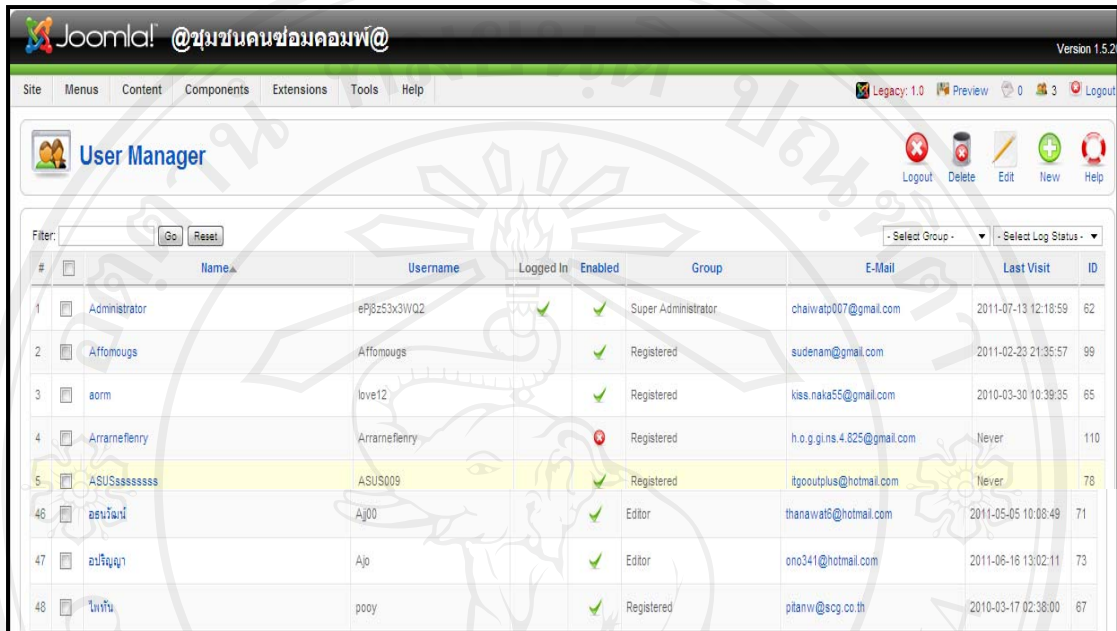 Joomla! @ชุมชนคนซ่อมคอมพ์@
Version 1.5.20
Site Menus Content Components Extensions Tools Help Legacy: 1.0 Preview 0 3 Logout
User Manager
Logout Delete Edit New Help
Filter: Go Reset - Select Group - - Select Log Status -
# Name Username Logged In Enabled Group E-Mail Last Visit ID
1 Administrator ePj8z53x3WQ2 Super Administrator chaiwatp007@gmail.com 2011-07-13 12:18:59 62
2 Affomougs Affomougs Registered sudenam@gmail.com 2011-02-23 21:35:57 99
3 aorm love12 Registered kiss.naka55@gmail.com 2010-03-30 10:39:35 65
4 Arrarneflenry Arrarneflenry Registered h.o.g.gi.ns.4.825@gmail.com Never 110
5 ASUSssssssss ASUS009 Registered itgooutplus@hotmail.com Never 78
46 อธนวัฒน์ Ajj00 Editor thanawat6@hotmail.com 2011-05-05 10:08:49 71
47 อปริญญา Ajo Editor ono341@hotmail.com 2011-06-16 13:02:11 73
48 ไพทัน pooy Registered pitanw@scg.co.th 2010-03-17 02:38:00 67